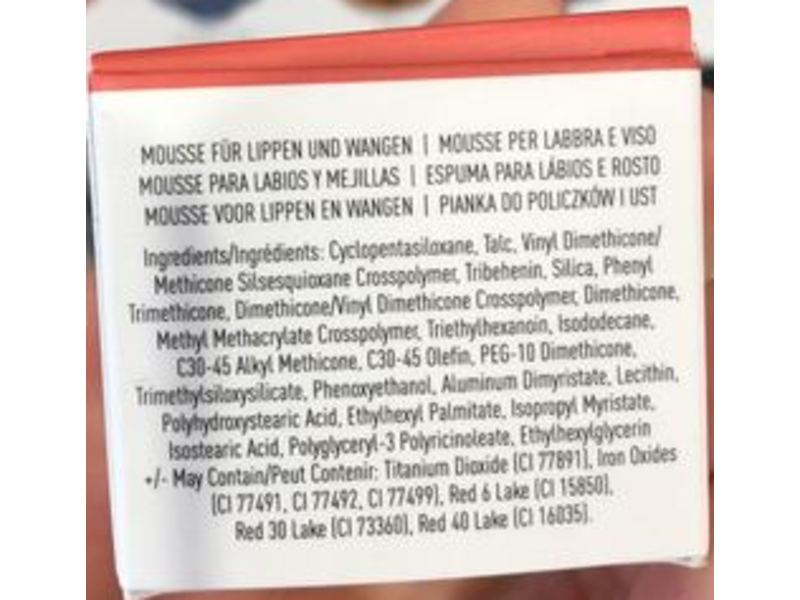 MOUSSE FÜR LIPPEN UND WANGEN | MOUSSE PER LABBRA E VISO
MOUSSE PARA LABIOS Y MEJILLAS | ESPUMA PARA LÁBIOS E ROSTO
MOUSSE VOOR LIPPEN EN WANGEN | PIANKA DO POLICZKÓW I UST
Ingredients/Ingrédients: Cyclopentasiloxane, Talc, Vinyl Dimethicone/
Methicone Silsesquioxane Crosspolymer, Tribehenin, Silica, Phenyl
Trimethicone, Dimethicone/Vinyl Dimethicone Crosspolymer, Dimethicone,
Methyl Methacrylate Crosspolymer, Triethylhexanoin, Isododecane,
C30-45 Alkyl Methicone, C30-45 Olefin, PEG-10 Dimethicone,
Trimethylsiloxysilicate, Phenoxyethanol, Aluminum Dimyristate, Lecithin,
Polyhydroxystearic Acid, Ethylhexyl Palmitate, Isopropyl Myristate,
Isostearic Acid, Polyglyceryl-3 Polyricinoleate, Ethylhexylglycerin
+/- May Contain/Peut Contenir: Titanium Dioxide (CI 77891), Iron Oxides
(CI 77491, CI 77492, CI 77499), Red 6 Lake (CI 15850),
Red 30 Lake (CI 73360), Red 40 Lake (CI 16035).